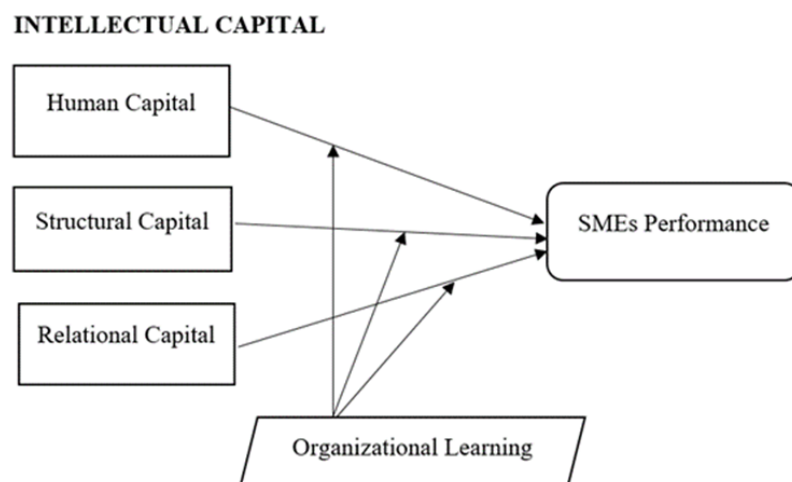 INTELLECTUAL CAPITAL
Human Capital
Structural Capital
SMEs Performance
Relational Capital
Organizational Learning